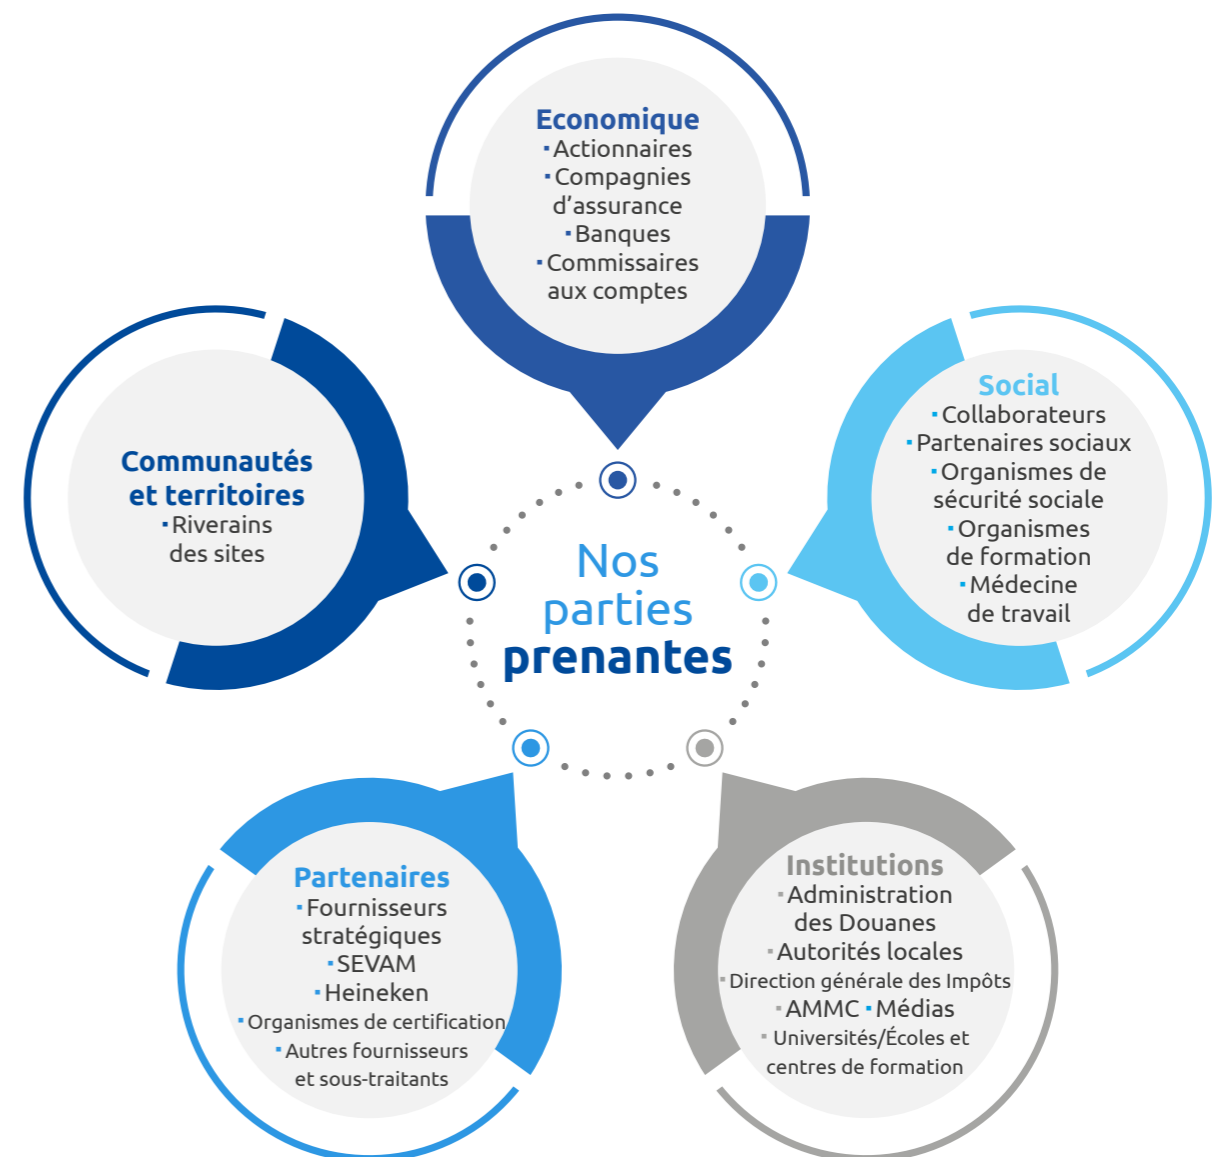 Economique
▪Actionnaires
▪Compagnies
d’assurance
▪Banques
▪Commissaires
aux comptes
Communautés
et territoires
▪Riverains
des sites
Nos
parties
prenantes
Social
▪Collaborateurs
▪Partenaires sociaux
▪Organismes de
sécurité sociale
▪Organismes
de formation
▪Médecine
de travail
Partenaires
▪Fournisseurs
stratégiques
▪SEVAM
▪Heineken
▪Organismes de certification
▪Autres fournisseurs
et sous-traitants
Institutions
▪Administration
des Douanes
▪Autorités locales
▪Direction générale des Impôts
▪AMMC ▪Médias
▪Universités/Écoles et
centres de formation